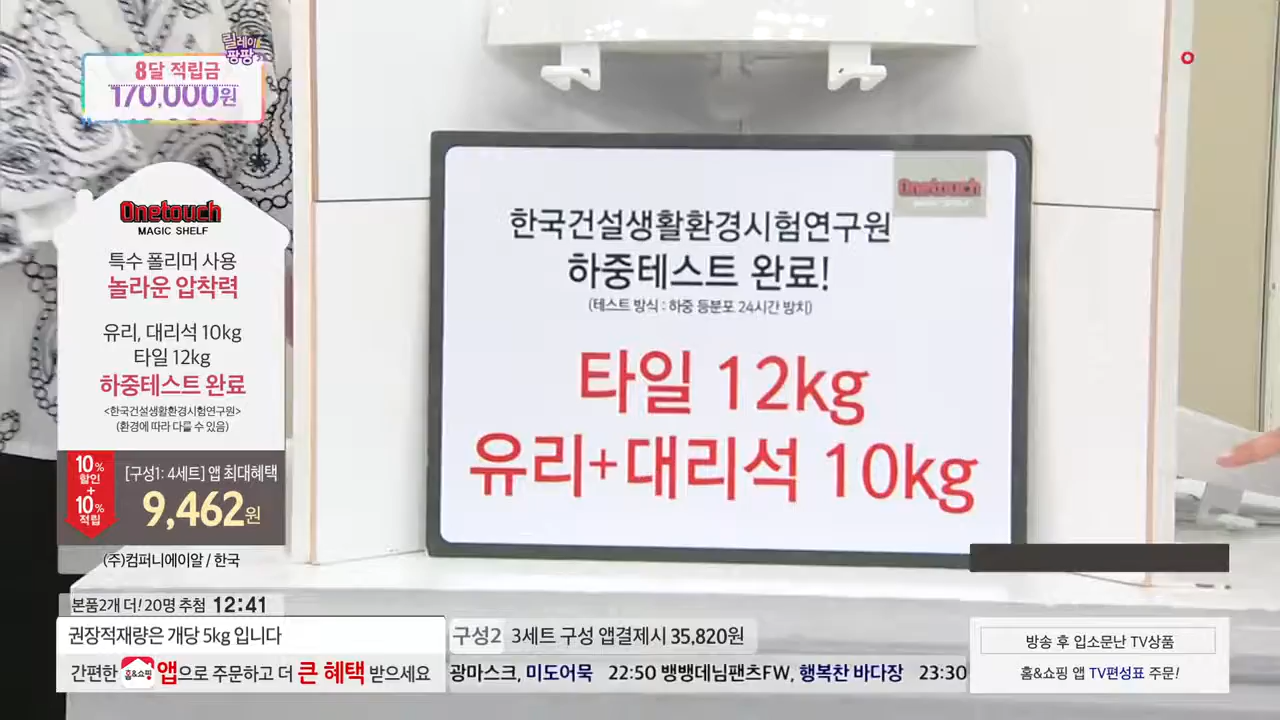 릴레이
팡팡
8달 적립금
170,000원
Onetouch
MAGIC SHELF
특수 폴리머 사용
놀라운 압착력
유리, 대리석 10kg
타일 12kg
하중테스트 완료
<한국건설생활환경시험연구원>
(환경에 따라 다를 수 있음)
10% 할인
+
10% 적립
[구성1: 4세트] 앱 최대혜택
9,462원
(주)컴퍼니에이알 / 한국
Onetouch
MAGIC SHELF
한국건설생활환경시험연구원
하중테스트 완료!
(테스트 방식 : 하중 등분포 24시간 방치)
타일 12kg
유리+대리석 10kg
본품2개 더! 20명 추첨 12:41
권장적재량은 개당 5kg 입니다
구성2 3세트 구성 앱결제시 35,820원
간편한 홈&쇼핑 앱으로 주문하고 더 큰 혜택 받으세요
광마스크, 미도어묵 22:50 뱅뱅데님팬츠FW, 행복찬 바다장 23:30
방송 후 입소문난 TV상품
홈&쇼핑 앱 TV편성표 주문!